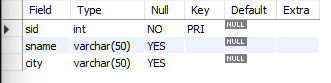 Field Type Null Key Default Extra
sid int NO PRI NULL
sname varchar(50) YES NULL
city varchar(50) YES NULL